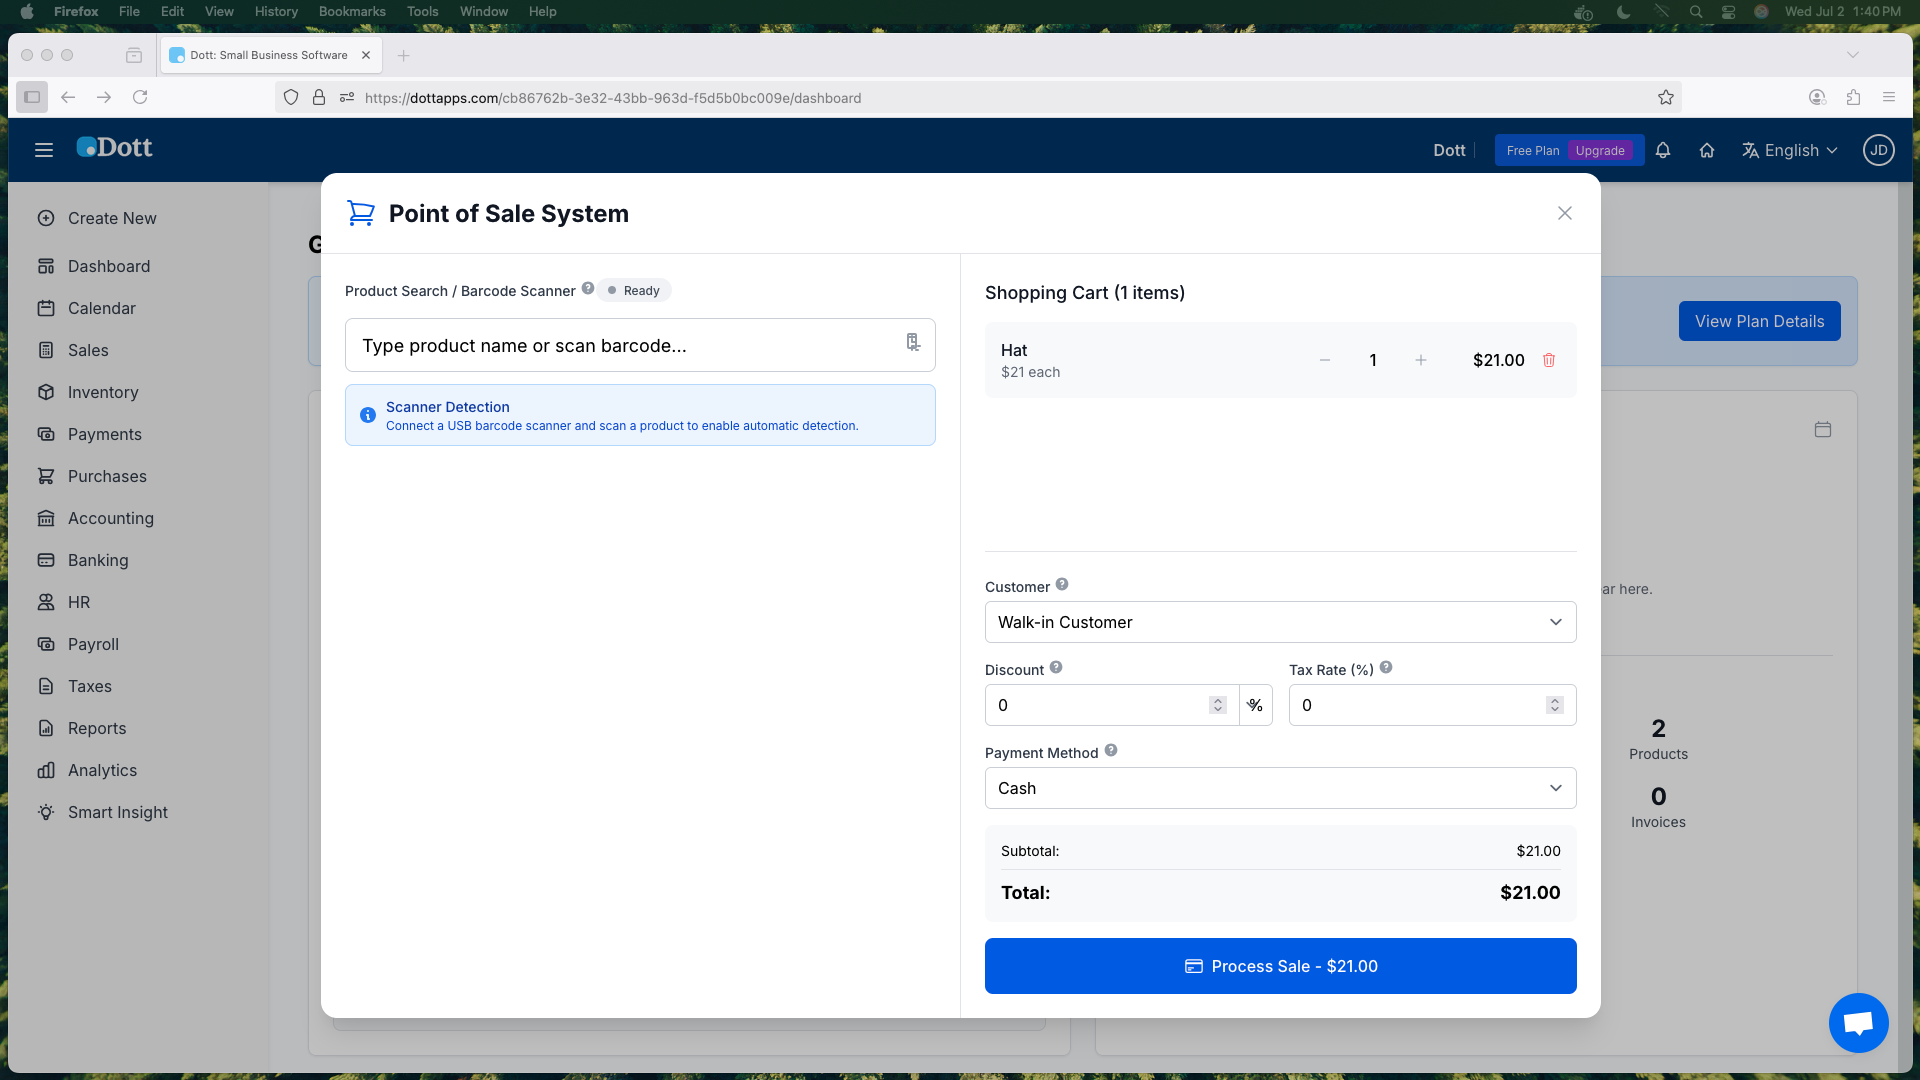 Firefox File Edit View History Bookmarks Tools Window Help
Wed Jul 2 1:40 PM
Dott: Small Business Software
https://dottapps.com/cb86762b-3e32-43bb-963d-f5d5b0bc009e/dashboard
Dott
Dott
Free Plan Upgrade
English
JD
Create New
Dashboard
Calendar
Sales
Inventory
Payments
Purchases
Accounting
Banking
HR
Payroll
Taxes
Reports
Analytics
Smart Insight
G
Point of Sale System
Product Search / Barcode Scanner
Ready
Type product name or scan barcode...
Scanner Detection
Connect a USB barcode scanner and scan a product to enable automatic detection.
Shopping Cart (1 items)
Hat
$21 each
1
$21.00
Customer
Walk-in Customer
Discount
0
%
Tax Rate (%)
0
Payment Method
Cash
Subtotal: $21.00
Total: $21.00
Process Sale - $21.00
View Plan Details
ar here.
2
Products
0
Invoices